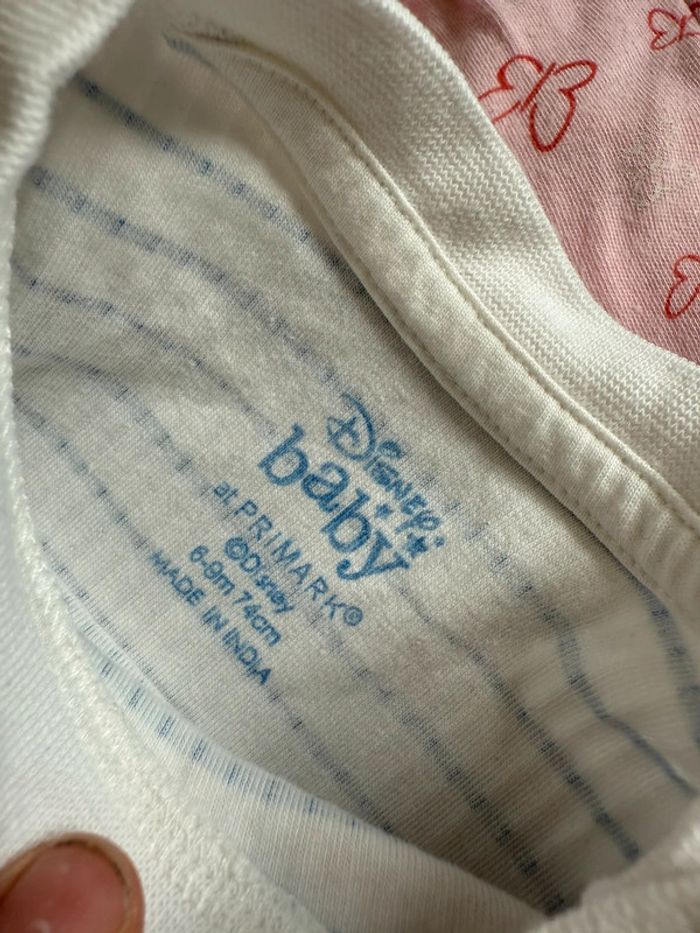 Disney
baby
at PRIMARK®
©Disney
6-9m 74cm
MADE IN INDIA